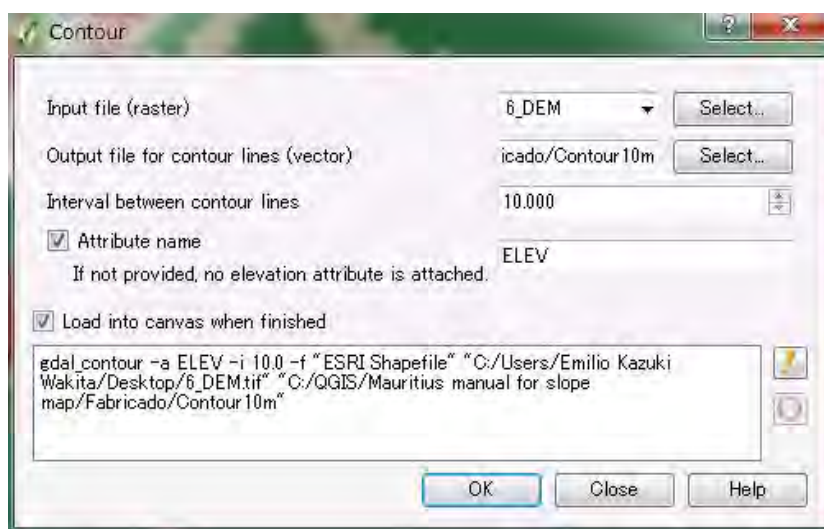 Contour
Input file (raster)
6_DEM
Select...
Output file for contour lines (vector)
icado/Contour10m
Select...
Interval between contour lines
10.000
Attribute name
ELEV
If not provided, no elevation attribute is attached.
Load into canvas when finished
gdal_contour -a ELEV -i 10.0 -f "ESRI Shapefile" "C:/Users/Emilio Kazuki
Wakita/Desktop/6_DEM.tif" "C:/QGIS/Mauritius manual for slope
map/Fabricado/Contour10m"
OK
Close
Help